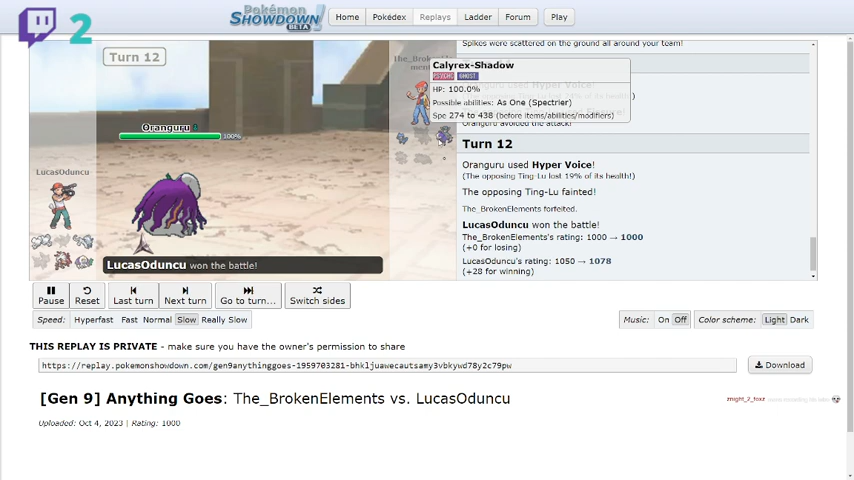 2
POKÉMON
SHOWDOWN!
BETA
Home
Pokédex
Replays
Ladder
Forum
Play
Turn 12
Spikes were scattered on the ground all around your team!
Calyrex-Shadow
PSYCHIC GHOST
HP: 100.0%
Possible abilities: As One (Spectrier)
Spe 274 to 438 (before items/abilities/modifiers)
Oranguru avoided the attack!
Oranguru
100%
Turn 12
Oranguru used Hyper Voice!
(The opposing Ting-Lu lost 19% of its health!)
The opposing Ting-Lu fainted!
The_BrokenElements forfeited.
LucasOduncu won the battle!
The_BrokenElements's rating: 1000 → 1000
(+0 for losing)
LucasOduncu's rating: 1050 → 1078
(+28 for winning)
LucasOduncu
LucasOduncu won the battle!
Pause
Reset
Last turn
Next turn
Go to turn...
Switch sides
Speed: Hyperfast Fast Normal Slow Really Slow
Music: On Off
Color scheme: Light Dark
THIS REPLAY IS PRIVATE - make sure you have the owner's permission to share
https://replay.pokemonshowdown.com/gen9anythinggoes-1959703281-bhkljuawecautsamy3vbkywd78y2c79pw
Download
[Gen 9] Anything Goes: The_BrokenElements vs. LucasOduncu
Uploaded: Oct 4, 2023 | Rating: 1000